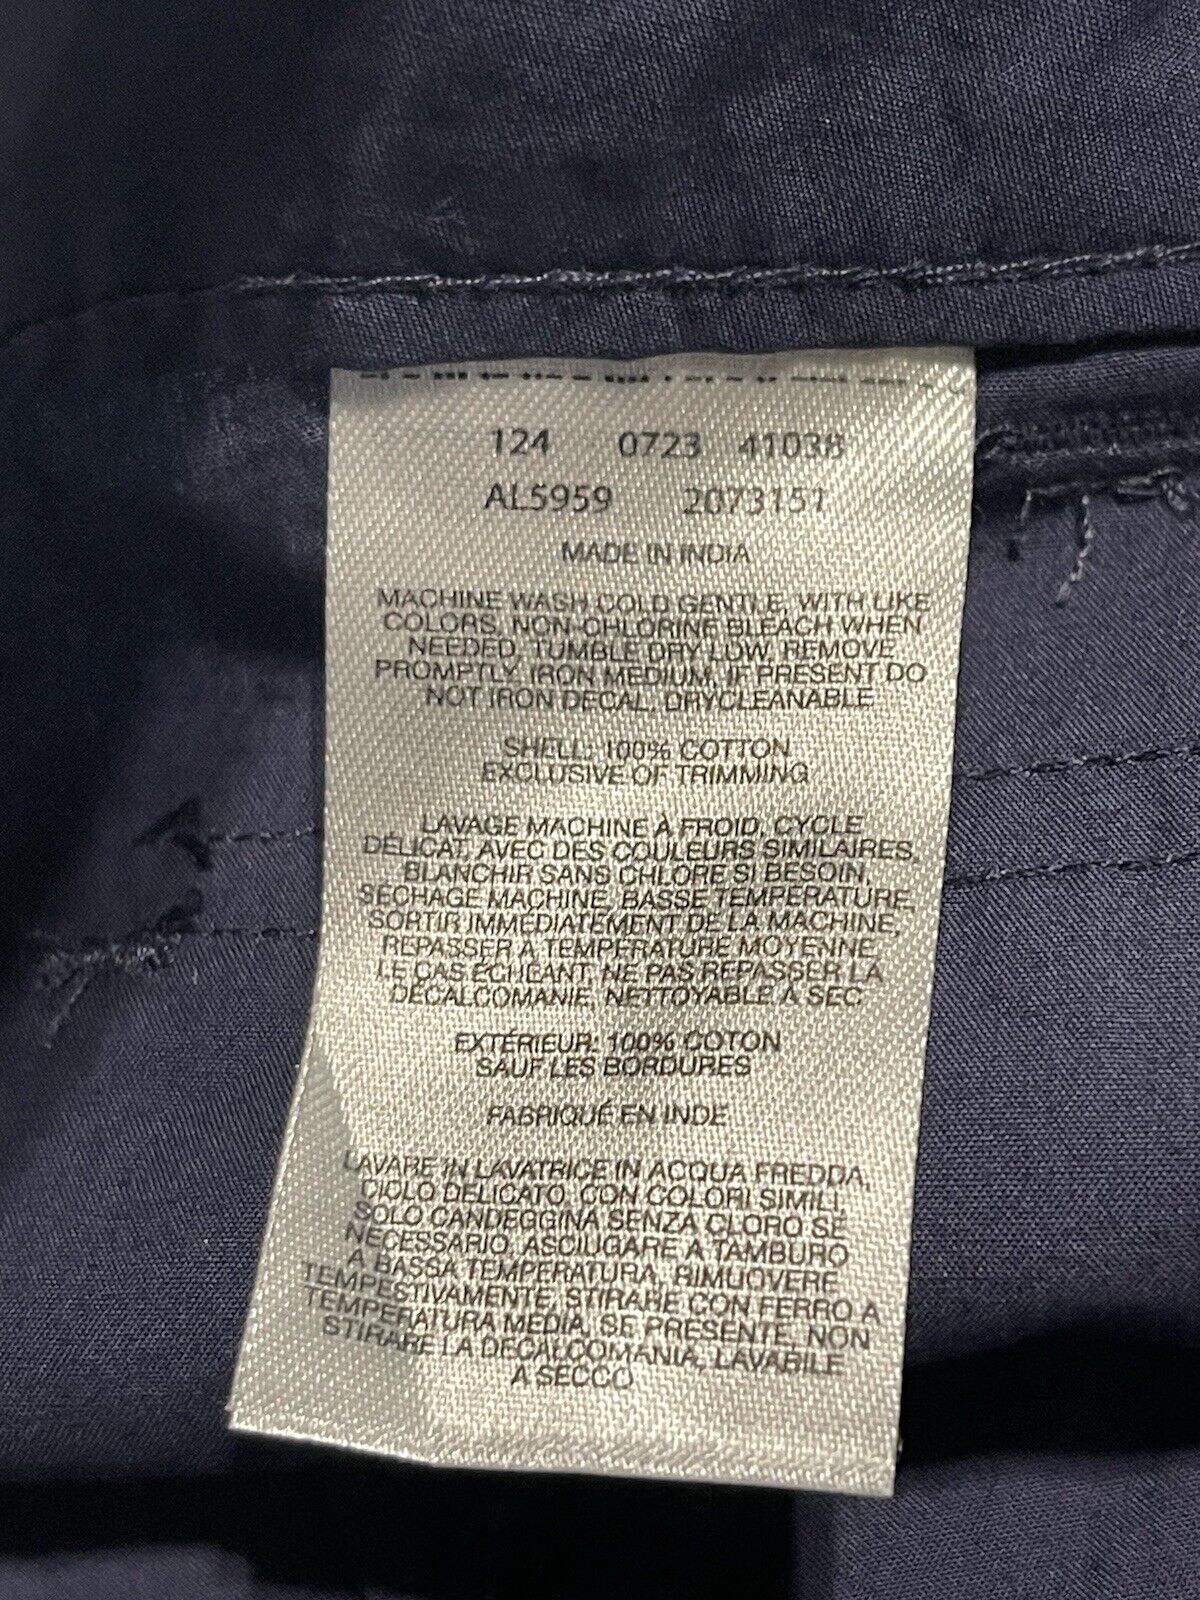 124 0723 41038
AL5959 2073151
MADE IN INDIA
MACHINE WASH COLD GENTLE, WITH LIKE
COLORS, NON-CHLORINE BLEACH WHEN
NEEDED, TUMBLE DRY LOW, REMOVE
PROMPTLY, IRON MEDIUM, IF PRESENT DO
NOT IRON DECAL, DRYCLEANABLE
SHELL: 100% COTTON
EXCLUSIVE OF TRIMMING
LAVAGE MACHINE À FROID, CYCLE
DÉLICAT, AVEC DES COULEURS SIMILAIRES,
BLANCHIR SANS CHLORE SI BESOIN,
SÉCHAGE MACHINE, BASSE TEMPÉRATURE,
SORTIR IMMÉDIATEMENT DE LA MACHINE,
REPASSER À TEMPÉRATURE MOYENNE
LE CAS ÉCHÉANT, NE PAS REPASSER LA
DÉCALCOMANIE, NETTOYABLE À SEC
EXTÉRIEUR: 100% COTON
SAUF LES BORDURES
FABRIQUÉ EN INDE
LAVARE IN LAVATRICE IN ACQUA FREDDA,
CICLO DELICATO, CON COLORI SIMILI,
SOLO CANDEGGINA SENZA CLORO SE
NECESSARIO, ASCIUGARE A TAMBURO
A BASSA TEMPERATURA, RIMUOVERE
TEMPESTIVAMENTE, STIRARE CON FERRO A
TEMPERATURA MEDIA, SE PRESENTE, NON
STIRARE LA DECALCOMANIA, LAVABILE
A SECCO